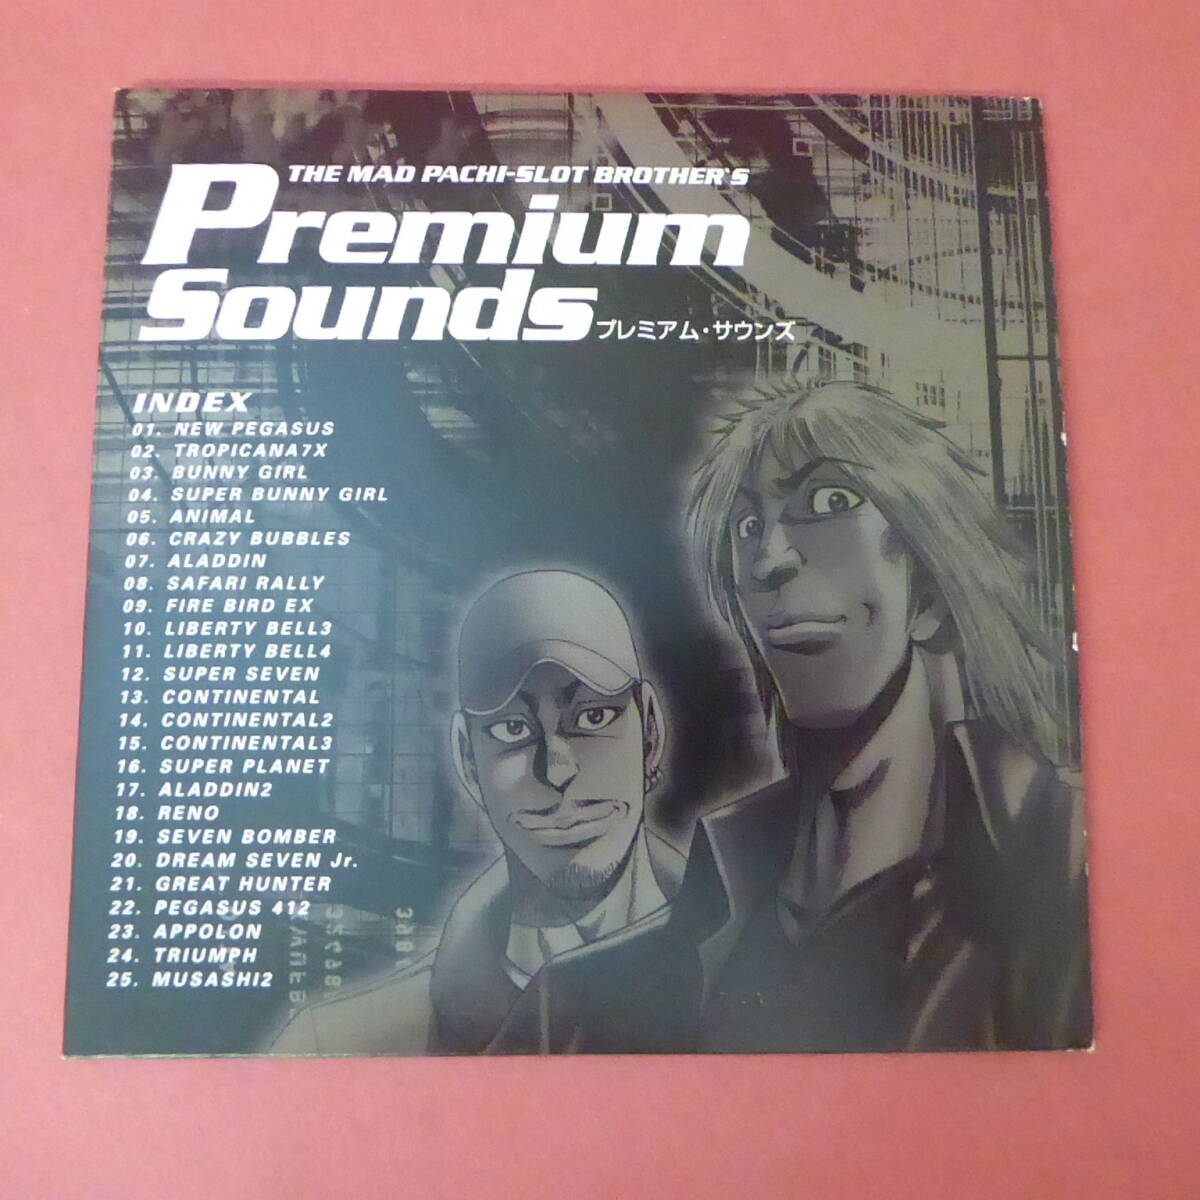 THE MAD PACHI-SLOT BROTHER'S
Premium
Sounds
プレミアム・サウンズ
INDEX
01. NEW PEGASUS
02. TROPICANA7X
03. BUNNY GIRL
04. SUPER BUNNY GIRL
05. ANIMAL
06. CRAZY BUBBLES
07. ALADDIN
08. SAFARI RALLY
09. FIRE BIRD EX
10. LIBERTY BELL3
11. LIBERTY BELL4
12. SUPER SEVEN
13. CONTINENTAL
14. CONTINENTAL2
15. CONTINENTAL3
16. SUPER PLANET
17. ALADDIN2
18. RENO
19. SEVEN BOMBER
20. DREAM SEVEN Jr.
21. GREAT HUNTER
22. PEGASUS 412
23. APPOLON
24. TRIUMPH
25. MUSASHI2